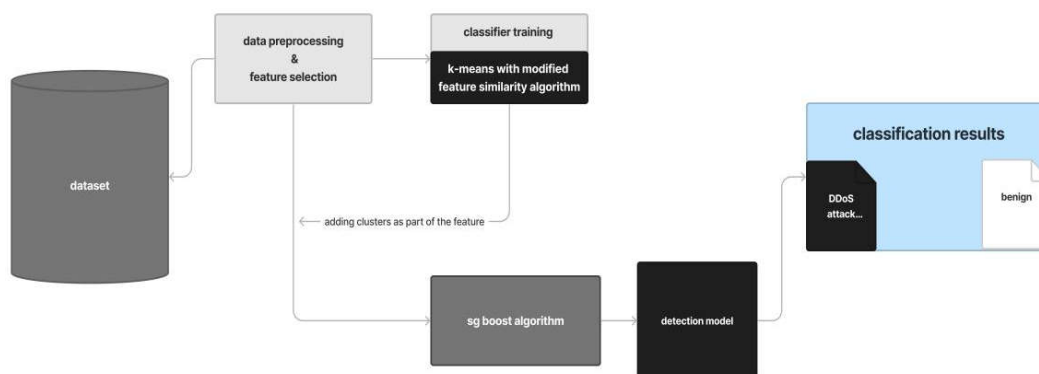 data preprocessing
&
feature selection
classifier training
k-means with modified
feature similarity algorithm
dataset
adding clusters as part of the feature
classification results
DDoS
attack...
benign
sg boost algorithm
detection model